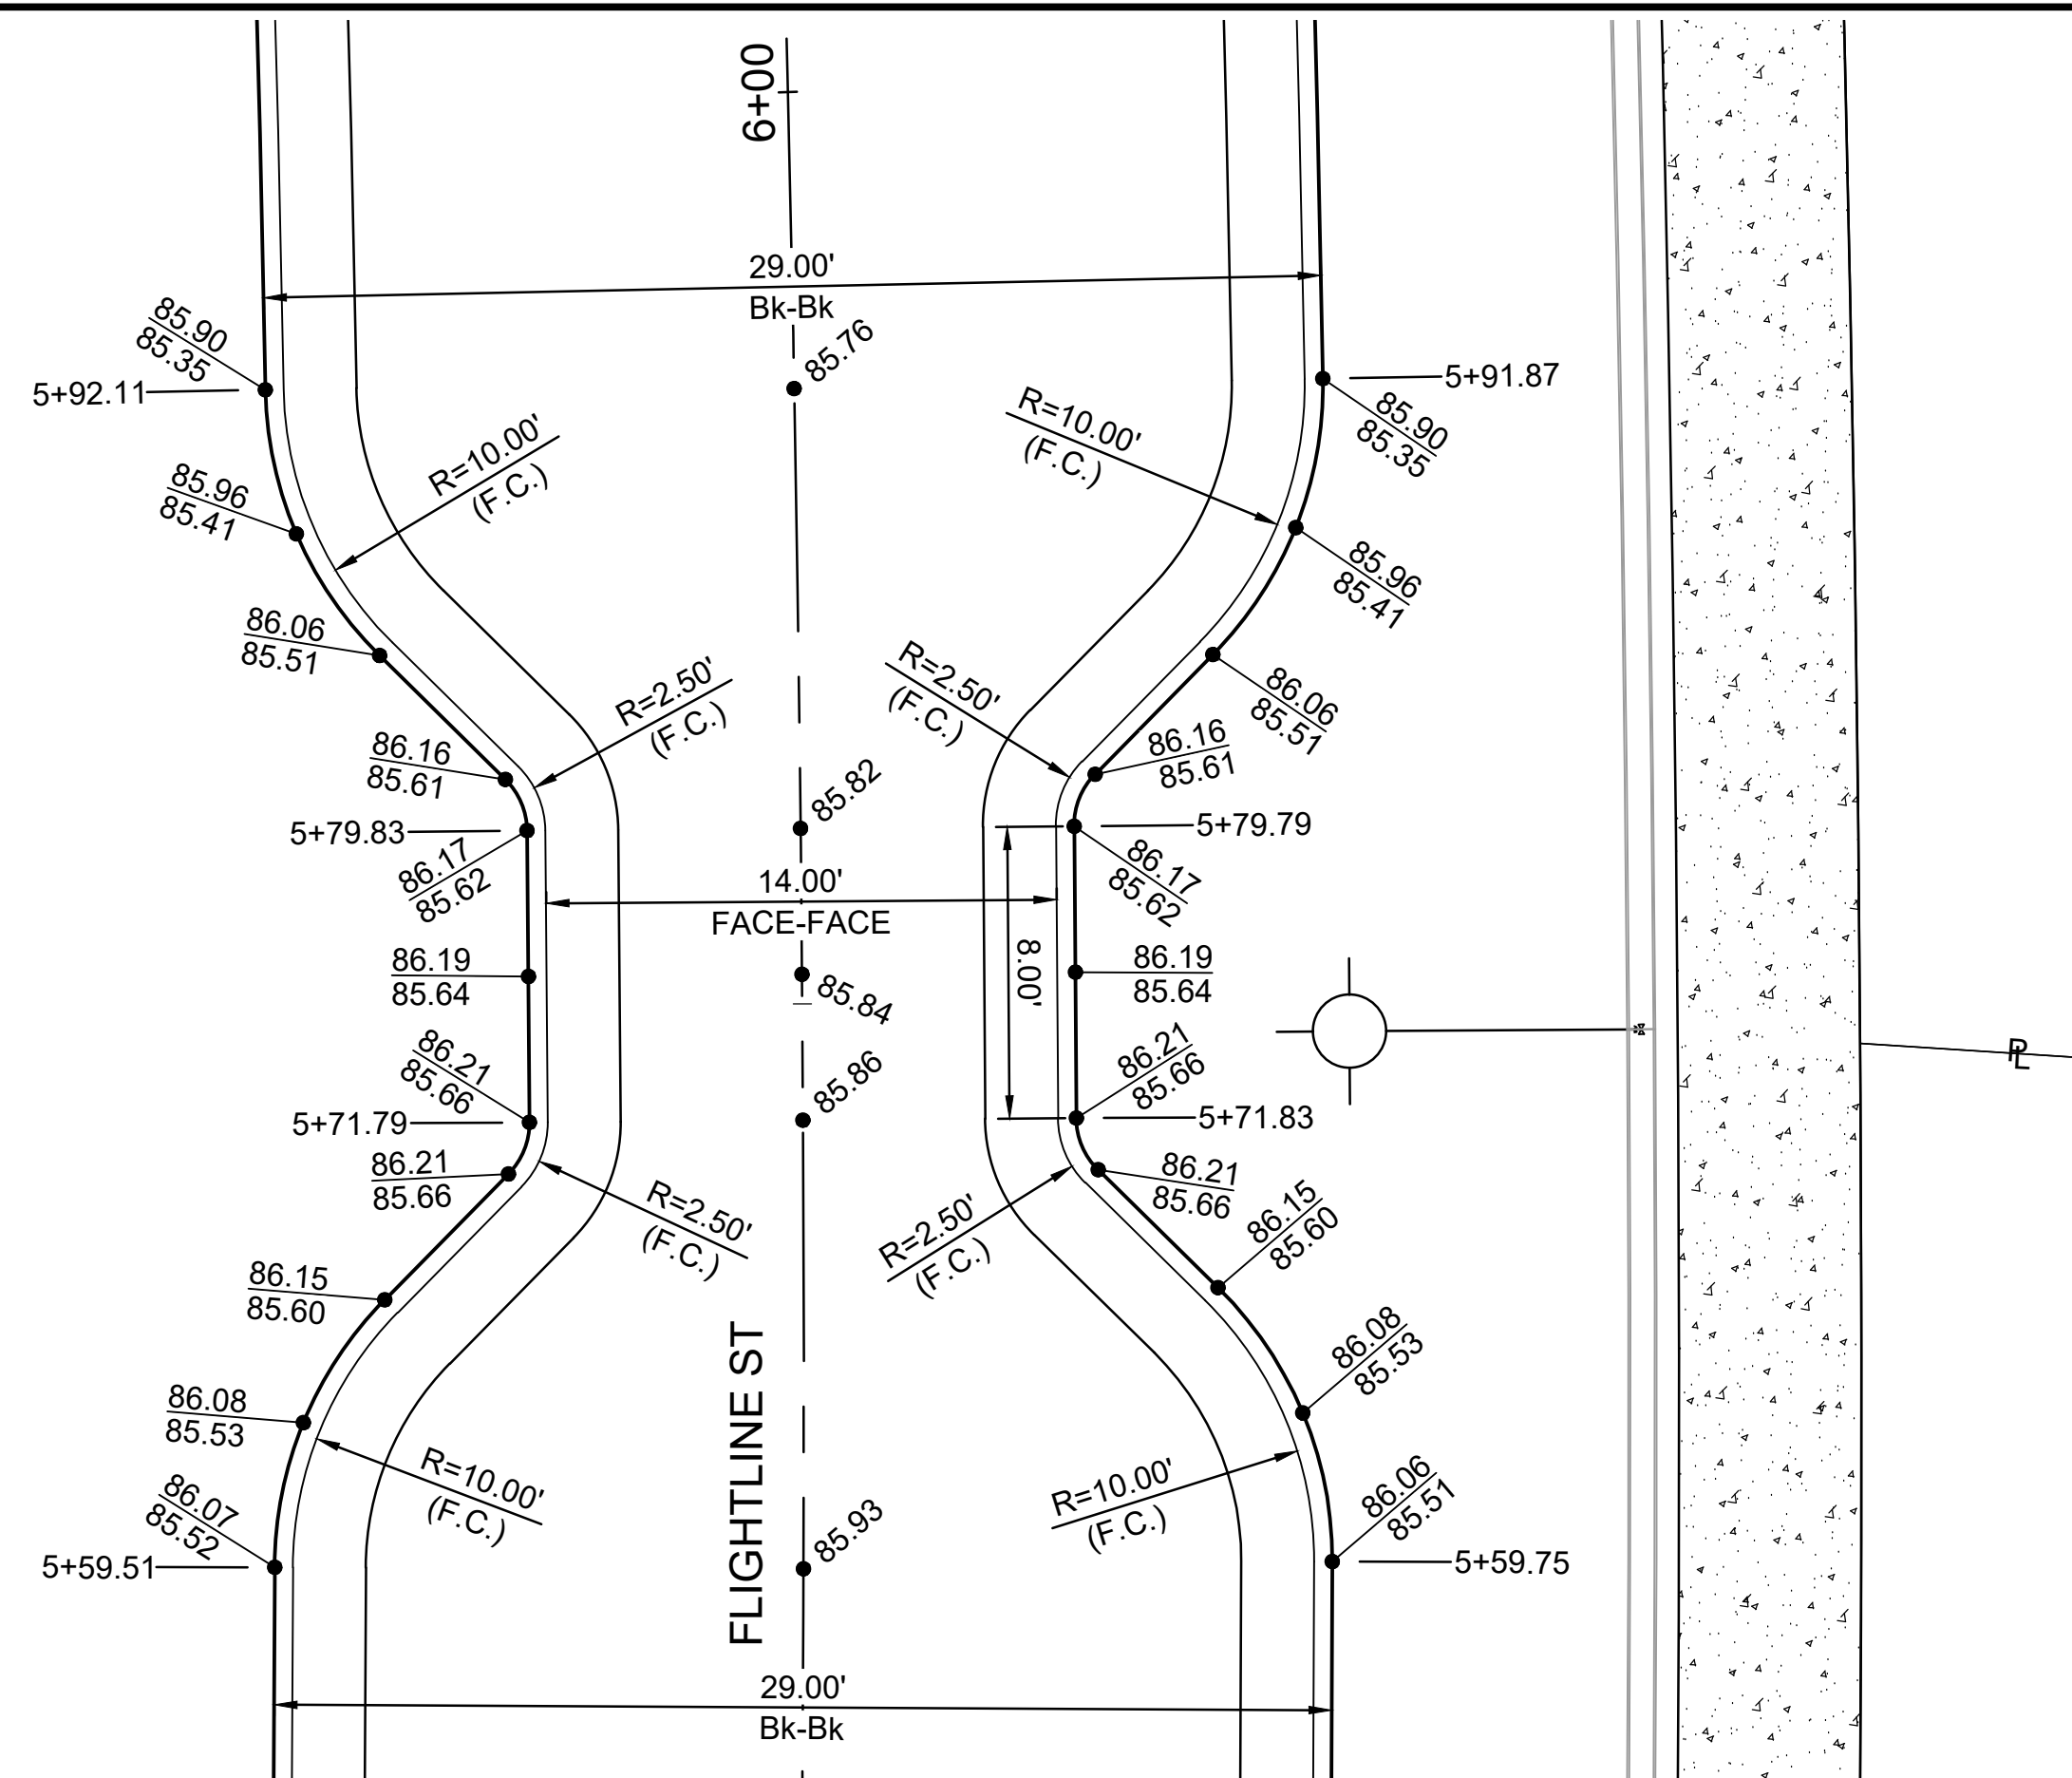 6+00
29.00'
Bk-Bk
85.90
85.35
5+92.11
85.76
5+91.87
85.90
85.35
R=10.00'
(F.C.)
R=10.00'
(F.C.)
85.96
85.41
85.96
85.41
86.06
85.51
R=2.50'
(F.C.)
R=2.50'
(F.C.)
86.06
85.51
86.16
85.61
86.16
85.61
85.82
5+79.83
5+79.79
86.17
85.62
86.17
85.62
14.00'
FACE-FACE
8.00'
86.19
85.64
86.19
85.64
85.84
86.21
85.66
85.86
86.21
85.66
5+71.79
5+71.83
86.21
85.66
86.21
85.66
R=2.50'
(F.C.)
R=2.50'
(F.C.)
86.15
85.60
86.15
85.60
86.08
85.53
86.08
85.53
FLIGHTLINE ST
R=10.00'
(F.C.)
R=10.00'
(F.C.)
86.07
85.52
86.06
85.51
85.93
5+59.51
5+59.75
29.00'
Bk-Bk
PL